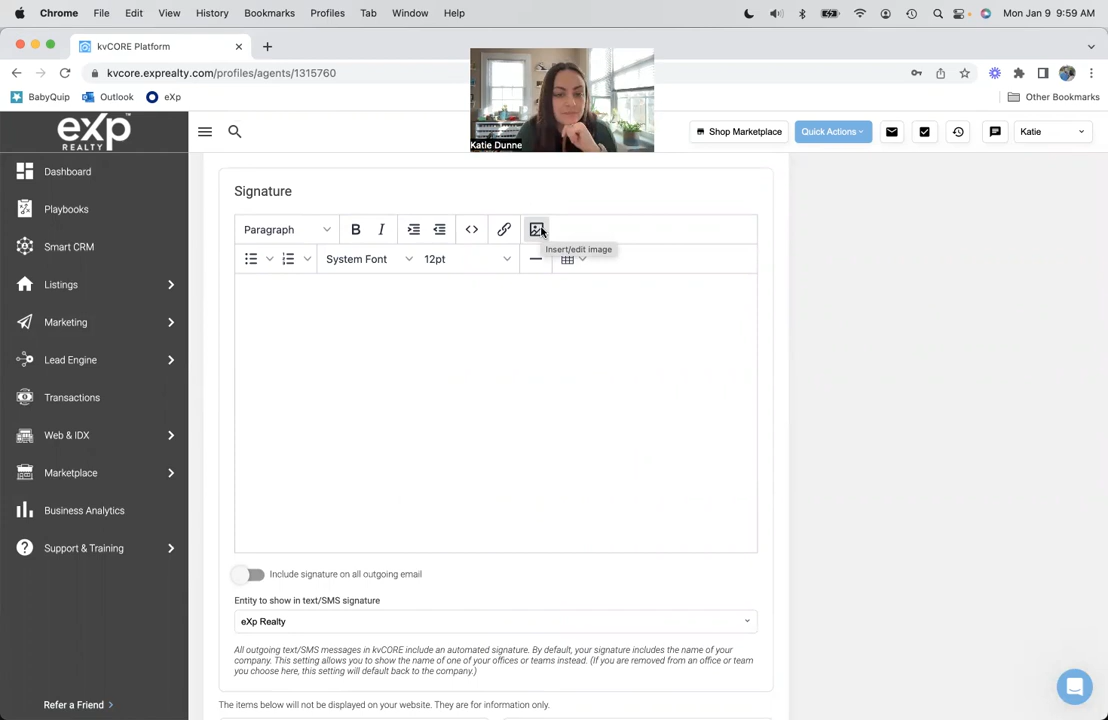 Chrome File Edit View History Bookmarks Profiles Tab Window Help Mon Jan 9 9:59 AM
kvCORE Platform
kvcore.exprealty.com/profiles/agents/1315760
BabyQuip Outlook eXp Other Bookmarks
Katie Dunne
eXp
REALTY
Shop Marketplace Quick Actions Katie
Dashboard
Playbooks
Smart CRM
Listings
Marketing
Lead Engine
Transactions
Web & IDX
Marketplace
Business Analytics
Support & Training
Refer a Friend
Signature
Paragraph B I
Insert/edit image
System Font 12pt
Include signature on all outgoing email
Entity to show in text/SMS signature
eXp Realty
All outgoing text/SMS messages in kvCORE include an automated signature. By default, your signature includes the name of your
company. This setting allows you to show the name of one of your offices or teams instead. (If you are removed from an office or team
you choose here, this setting will default back to the company.)
The items below will not be displayed on your website. They are for information only.